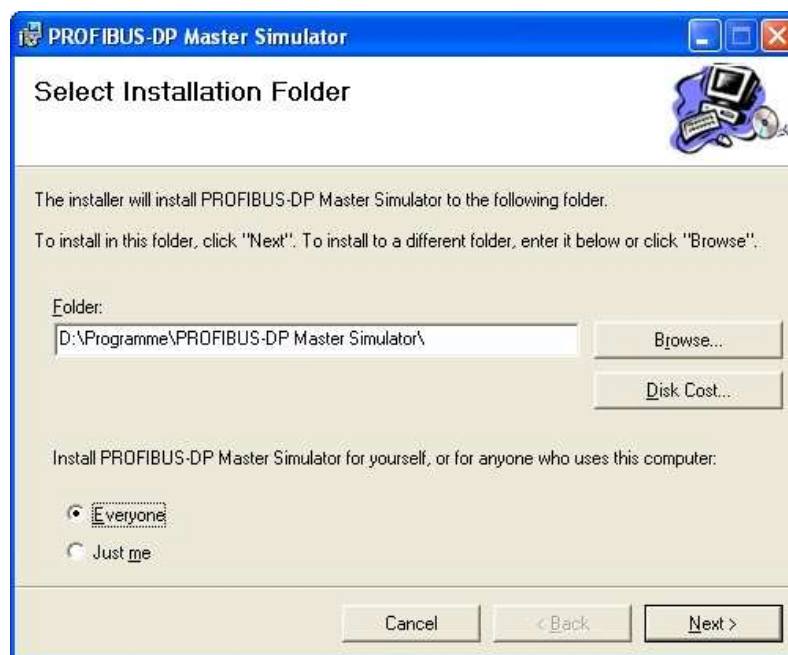 PROFIBUS-DP Master Simulator
Select Installation Folder
The installer will install PROFIBUS-DP Master Simulator to the following folder.
To install in this folder, click "Next". To install to a different folder, enter it below or click "Browse".
Folder:
D:\Programme\PROFIBUS-DP Master Simulator\
Browse...
Disk Cost...
Install PROFIBUS-DP Master Simulator for yourself, or for anyone who uses this computer:
Everyone
Just me
Cancel
< Back
Next >